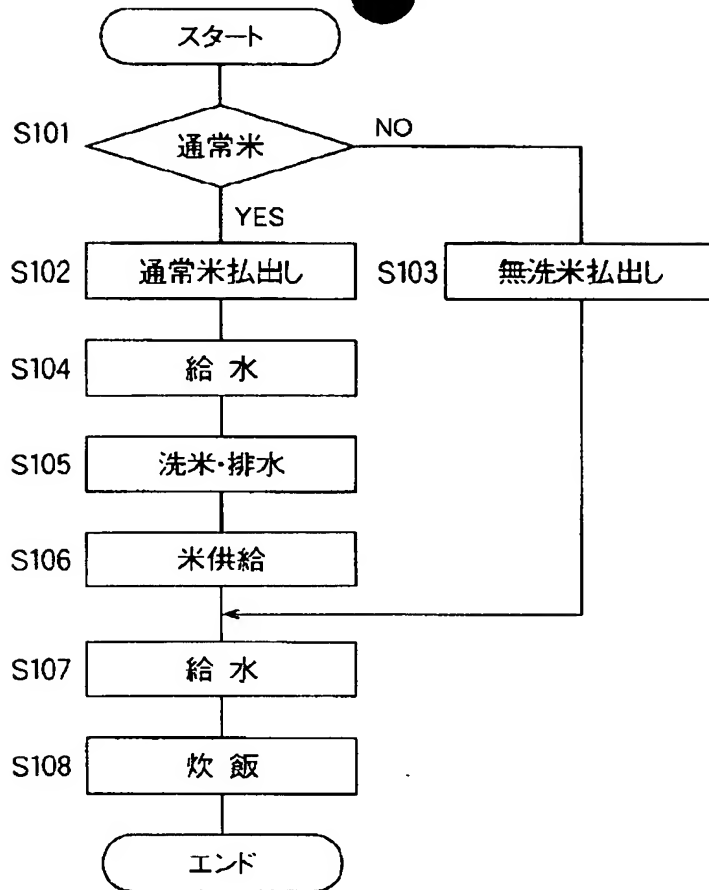 スタート
S101 通常米 NO
YES
S102 通常米払出し S103 無洗米払出し
S104 給水
S105 洗米・排水
S106 米供給
S107 給水
S108 炊飯
エンド